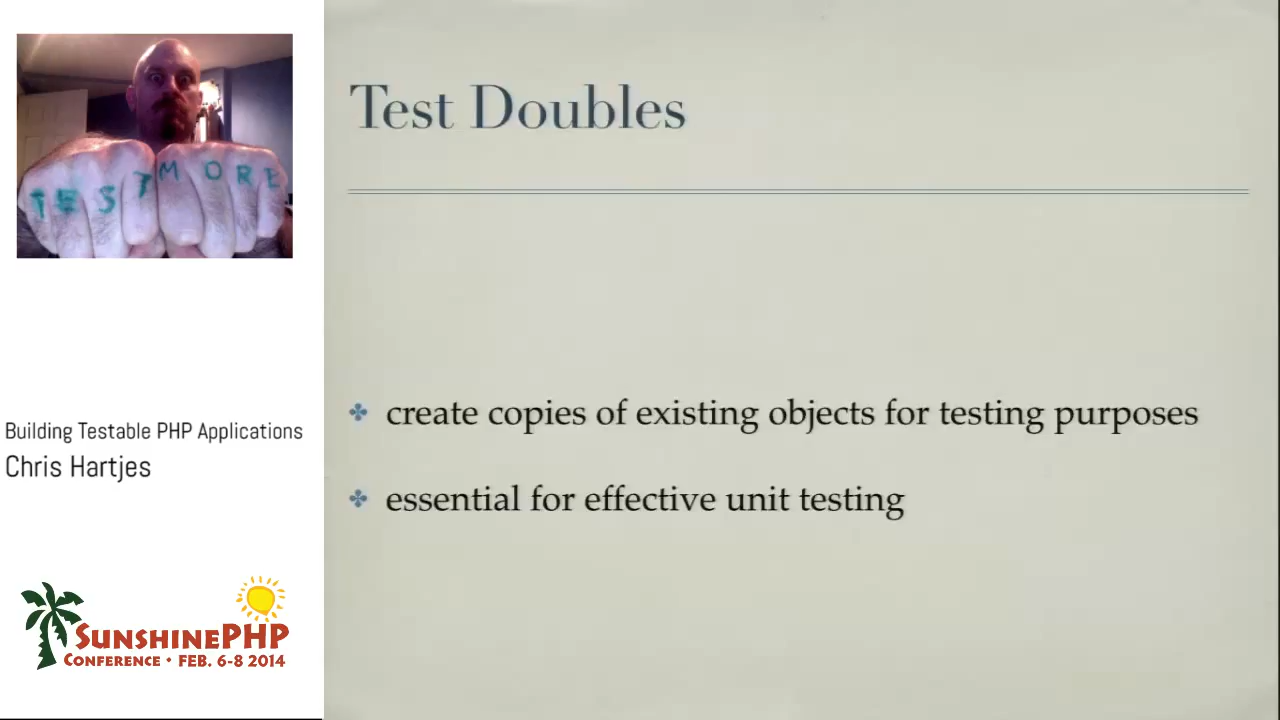 TEST MORE
Test Doubles
create copies of existing objects for testing purposes
essential for effective unit testing
Building Testable PHP Applications
Chris Hartjes
SunshinePHP
Conference • Feb. 6-8 2014